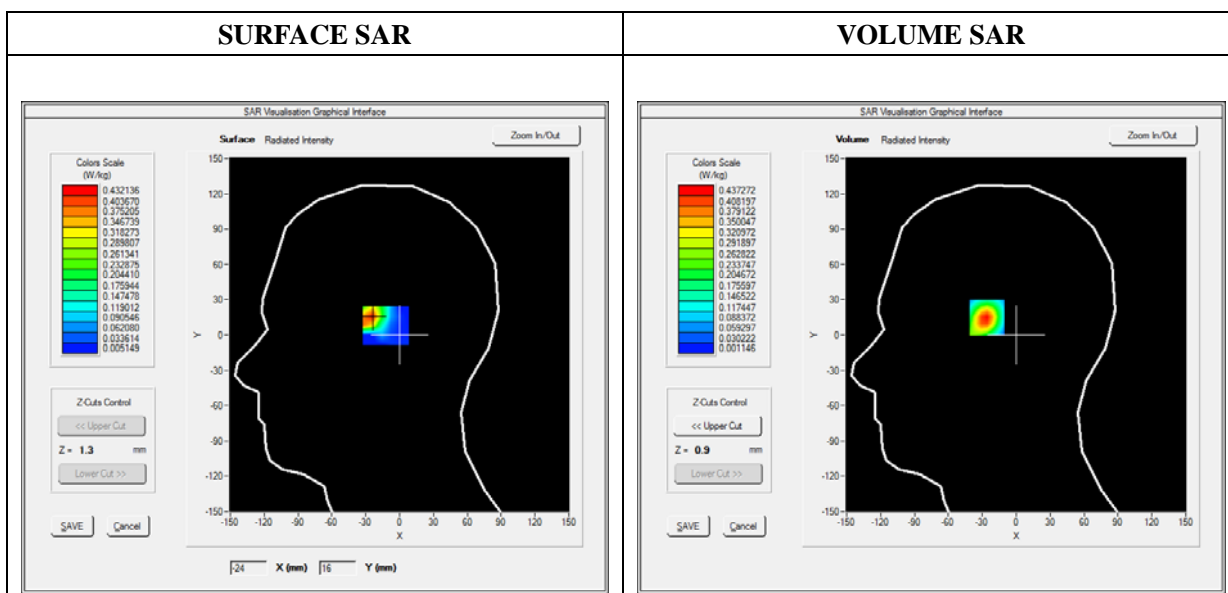 SURFACE SAR
VOLUME SAR
SAR Visualisation Graphical Interface
Surface Radiated Intensity
Zoom In/Out
Colors Scale
(W/kg)
0.432136
0.403670
0.375205
0.346739
0.318273
0.289807
0.261341
0.232875
0.204410
0.175944
0.147478
0.119012
0.090546
0.062080
0.033614
0.005149
Z-Cuts Control
<< Upper Cut
Z = 1.3 mm
Lower Cut >>
SAVE Cancel
150
120
90
60
30
0
-30
-60
-90
-120
-150
Y
-150 -120 -90 -60 -30 0 30 60 90 120 150
X
-24 X (mm) 16 Y (mm)
SAR Visualisation Graphical Interface
Volume Radiated Intensity
Zoom In/Out
Colors Scale
(W/kg)
0.437272
0.408197
0.379122
0.350047
0.320972
0.291897
0.262822
0.233747
0.204672
0.175597
0.146522
0.117447
0.088372
0.059297
0.030222
0.001146
Z-Cuts Control
<< Upper Cut
Z = 0.9 mm
Lower Cut >>
SAVE Cancel
150
120
90
60
30
0
-30
-60
-90
-120
-150
Y
-150 -120 -90 -60 -30 0 30 60 90 120 150
X